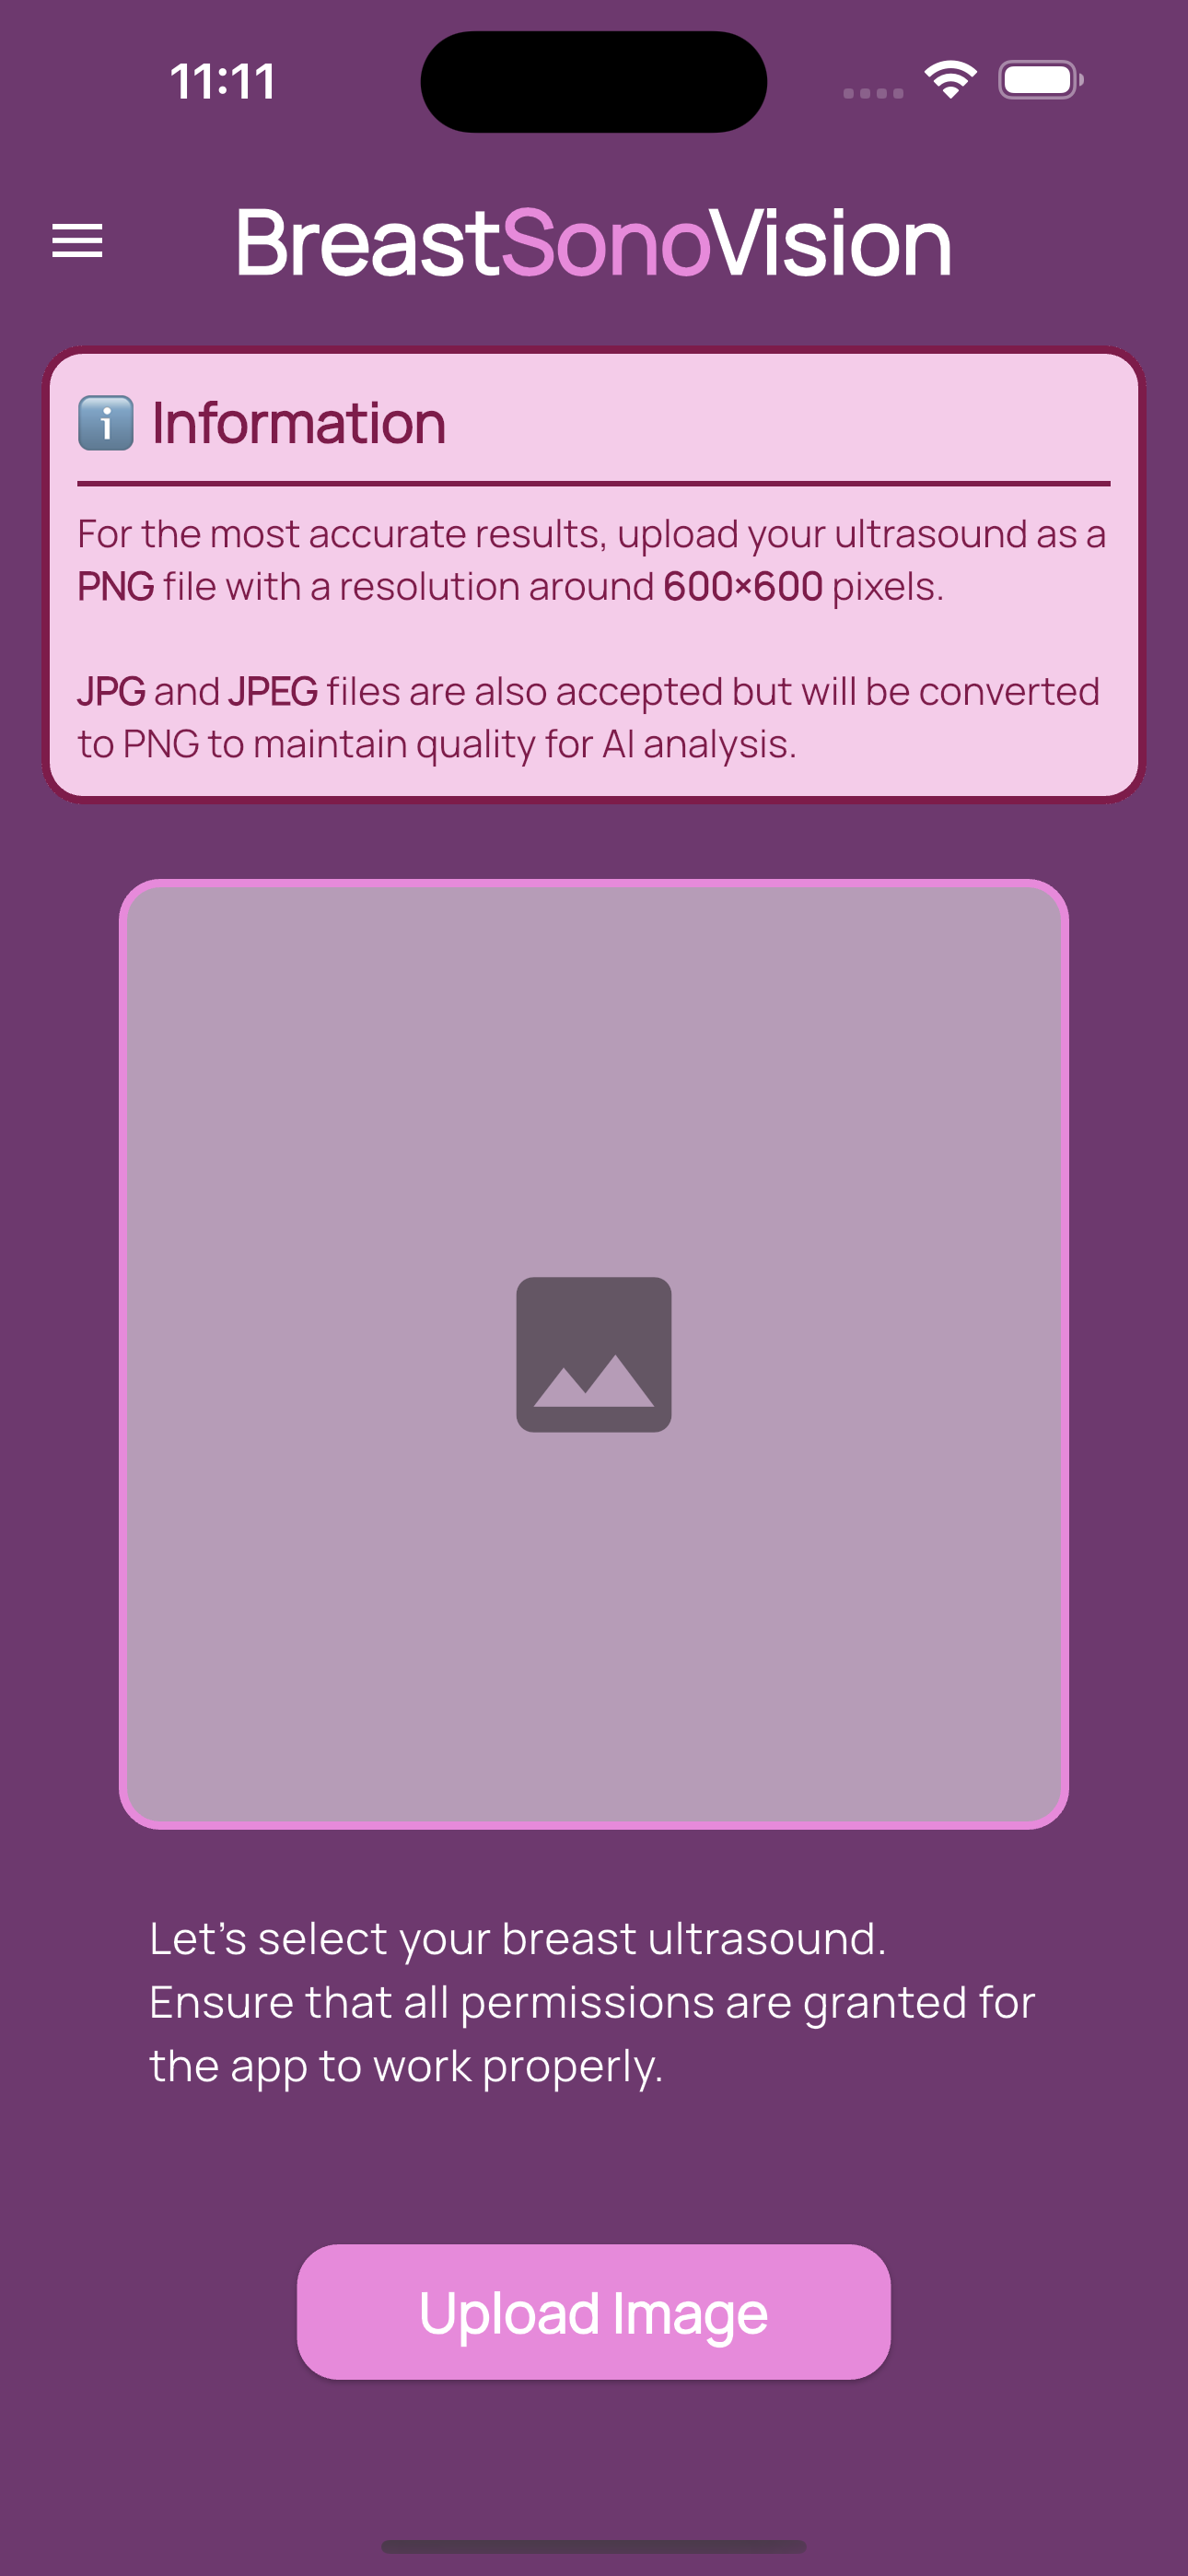 11:11
BreastSonoVision
ℹ️ Information
For the most accurate results, upload your ultrasound as a
PNG file with a resolution around 600×600 pixels.
JPG and JPEG files are also accepted but will be converted
to PNG to maintain quality for AI analysis.
Let's select your breast ultrasound.
Ensure that all permissions are granted for
the app to work properly.
Upload Image